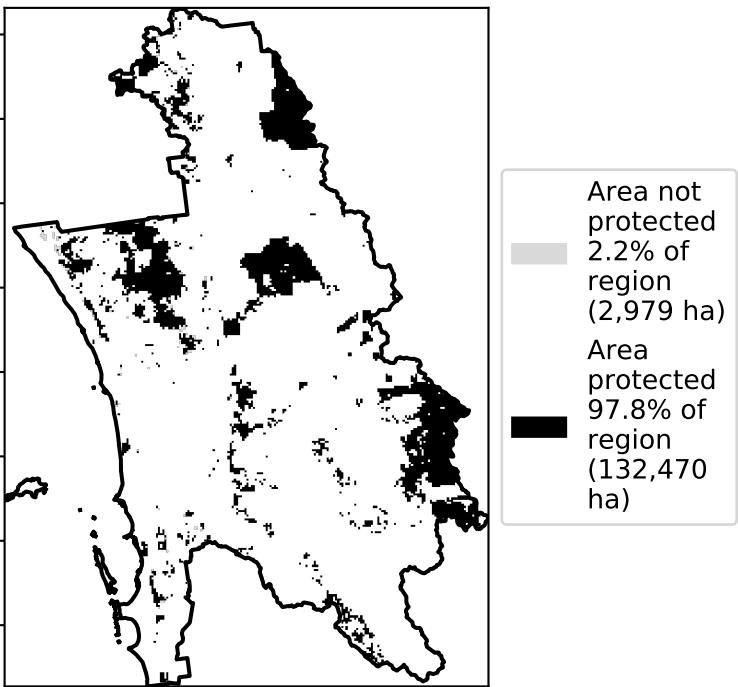 Area not
protected
2.2% of
region
(2,979 ha)
Area
protected
97.8% of
region
(132,470
ha)